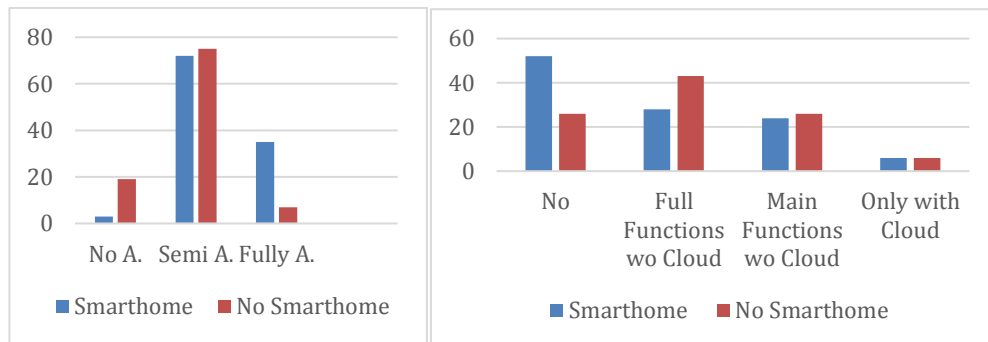 80
60
40
20
0
No A. Semi A. Fully A.
Smarthome No Smarthome
60
40
20
0
No Full Main Only with
Functions Functions Cloud
wo Cloud wo Cloud
Smarthome No Smarthome